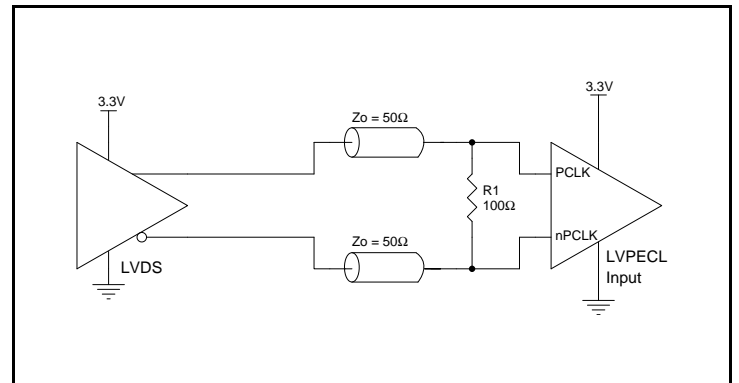 3.3V
3.3V
Zo = 50Ω
PCLK
R1
100Ω
nPCLK
Zo = 50Ω
LVDS
LVPECL
Input